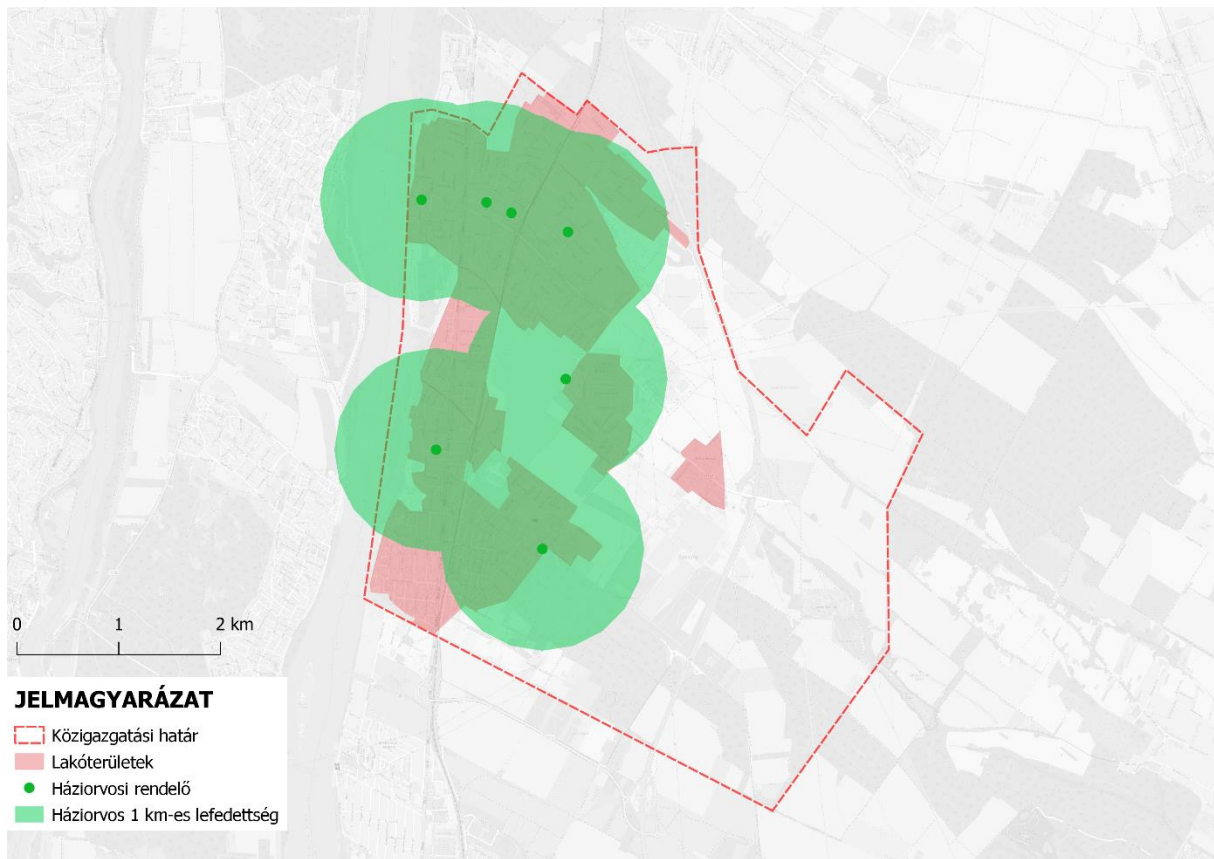 0 1 2 km
JELMAGYARÁZAT
Közigazgatási határ
Lakóterületek
Háziorvosi rendelő
Háziorvos 1 km-es lefedettség